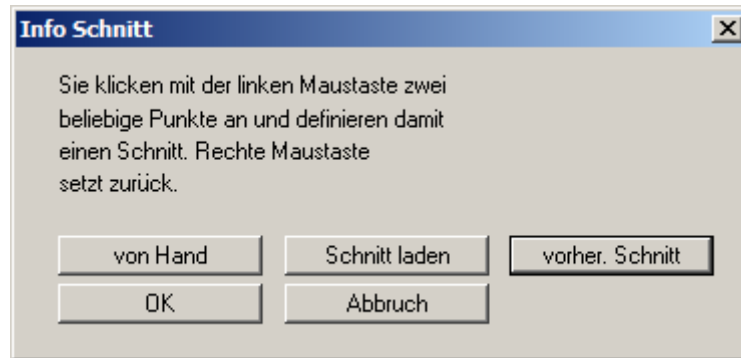 Info Schnitt
Sie klicken mit der linken Maustaste zwei
beliebige Punkte an und definieren damit
einen Schnitt. Rechte Maustaste
setzt zurück.
von Hand Schnitt laden vorher. Schnitt
OK Abbruch